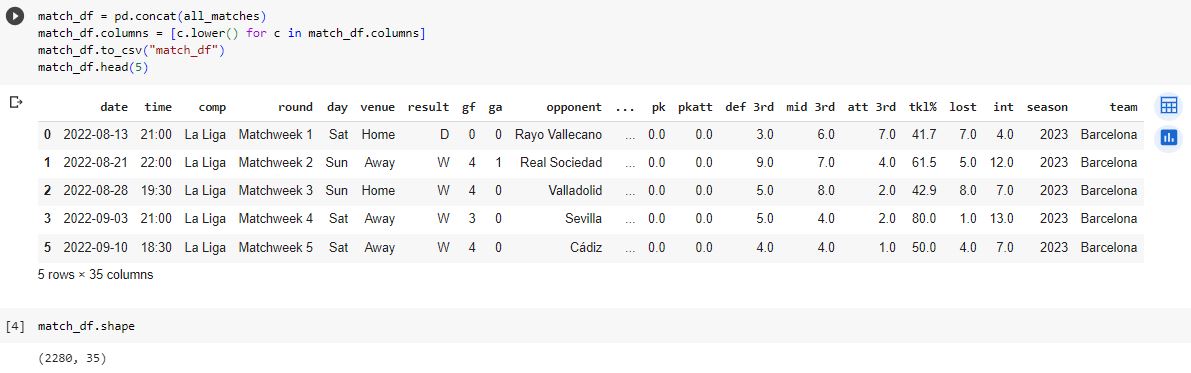 match_df = pd.concat(all_matches)
match_df.columns = [c.lower() for c in match_df.columns]
match_df.to_csv("match_df")
match_df.head(5)
date time comp round day venue result gf ga opponent ... pk pkatt def 3rd mid 3rd att 3rd tkl% lost int season team
0 2022-08-13 21:00 La Liga Matchweek 1 Sat Home D 0 0 Rayo Vallecano ... 0.0 0.0 3.0 6.0 7.0 41.7 7.0 4.0 2023 Barcelona
1 2022-08-21 22:00 La Liga Matchweek 2 Sun Away W 4 1 Real Sociedad ... 0.0 0.0 9.0 7.0 4.0 61.5 5.0 12.0 2023 Barcelona
2 2022-08-28 19:30 La Liga Matchweek 3 Sun Home W 4 0 Valladolid ... 0.0 0.0 5.0 8.0 2.0 42.9 8.0 7.0 2023 Barcelona
3 2022-09-03 21:00 La Liga Matchweek 4 Sat Away W 3 0 Sevilla ... 0.0 0.0 5.0 4.0 2.0 80.0 1.0 13.0 2023 Barcelona
5 2022-09-10 18:30 La Liga Matchweek 5 Sat Away W 4 0 Cádiz ... 0.0 0.0 4.0 4.0 1.0 50.0 4.0 7.0 2023 Barcelona
5 rows × 35 columns
[4] match_df.shape
(2280, 35)